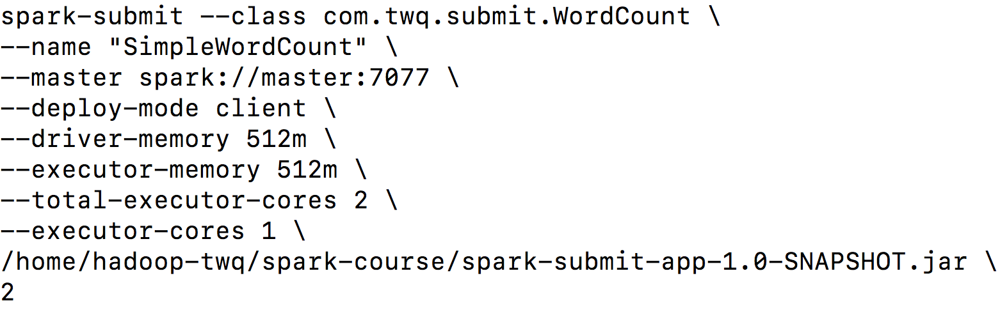 spark-submit --class com.twq.submit.WordCount \
--name "SimpleWordCount" \
--master spark://master:7077 \
--deploy-mode client \
--driver-memory 512m \
--executor-memory 512m \
--total-executor-cores 2 \
--executor-cores 1 \
/home/hadoop-twq/spark-course/spark-submit-app-1.0-SNAPSHOT.jar \
2